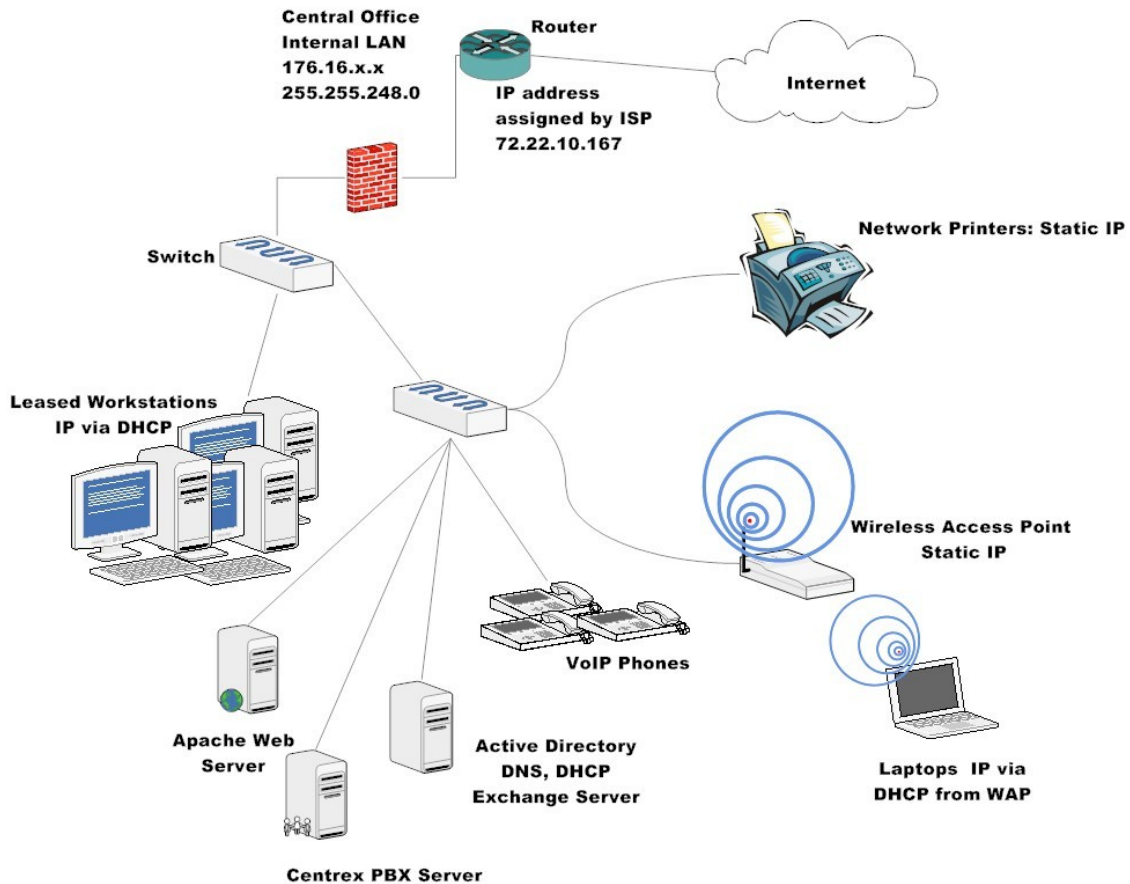 Central Office
Internal LAN
176.16.x.x
255.255.248.0
Router
IP address
assigned by ISP
72.22.10.167
Internet
Network Printers: Static IP
Switch
Leased Workstations
IP via DHCP
Wireless Access Point
Static IP
VoIP Phones
Apache Web
Server
Active Directory
DNS, DHCP
Exchange Server
Laptops IP via
DHCP from WAP
Centrex PBX Server